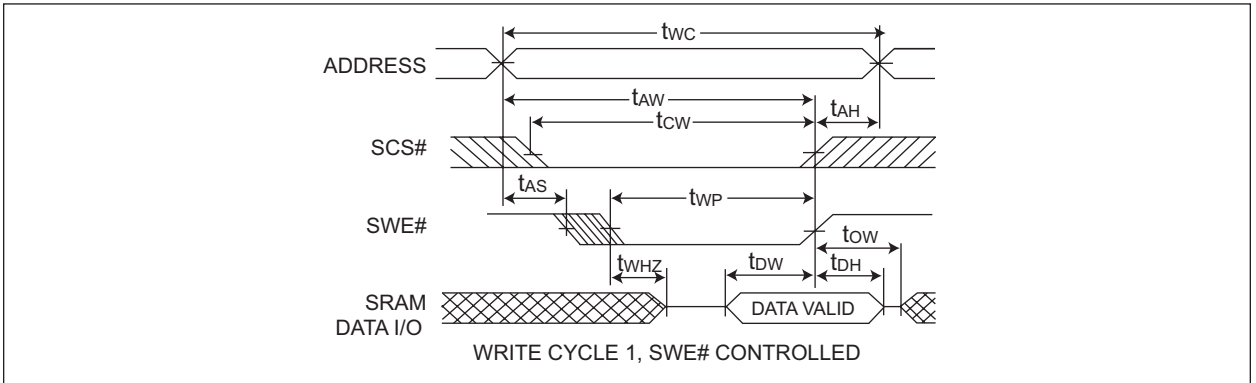 tWC
ADDRESS
tAW
tAH
tCW
SCS#
tAS
tWP
SWE#
tOW
tWHZ
tDW
tDH
SRAM
DATA I/O
DATA VALID
WRITE CYCLE 1, SWE# CONTROLLED